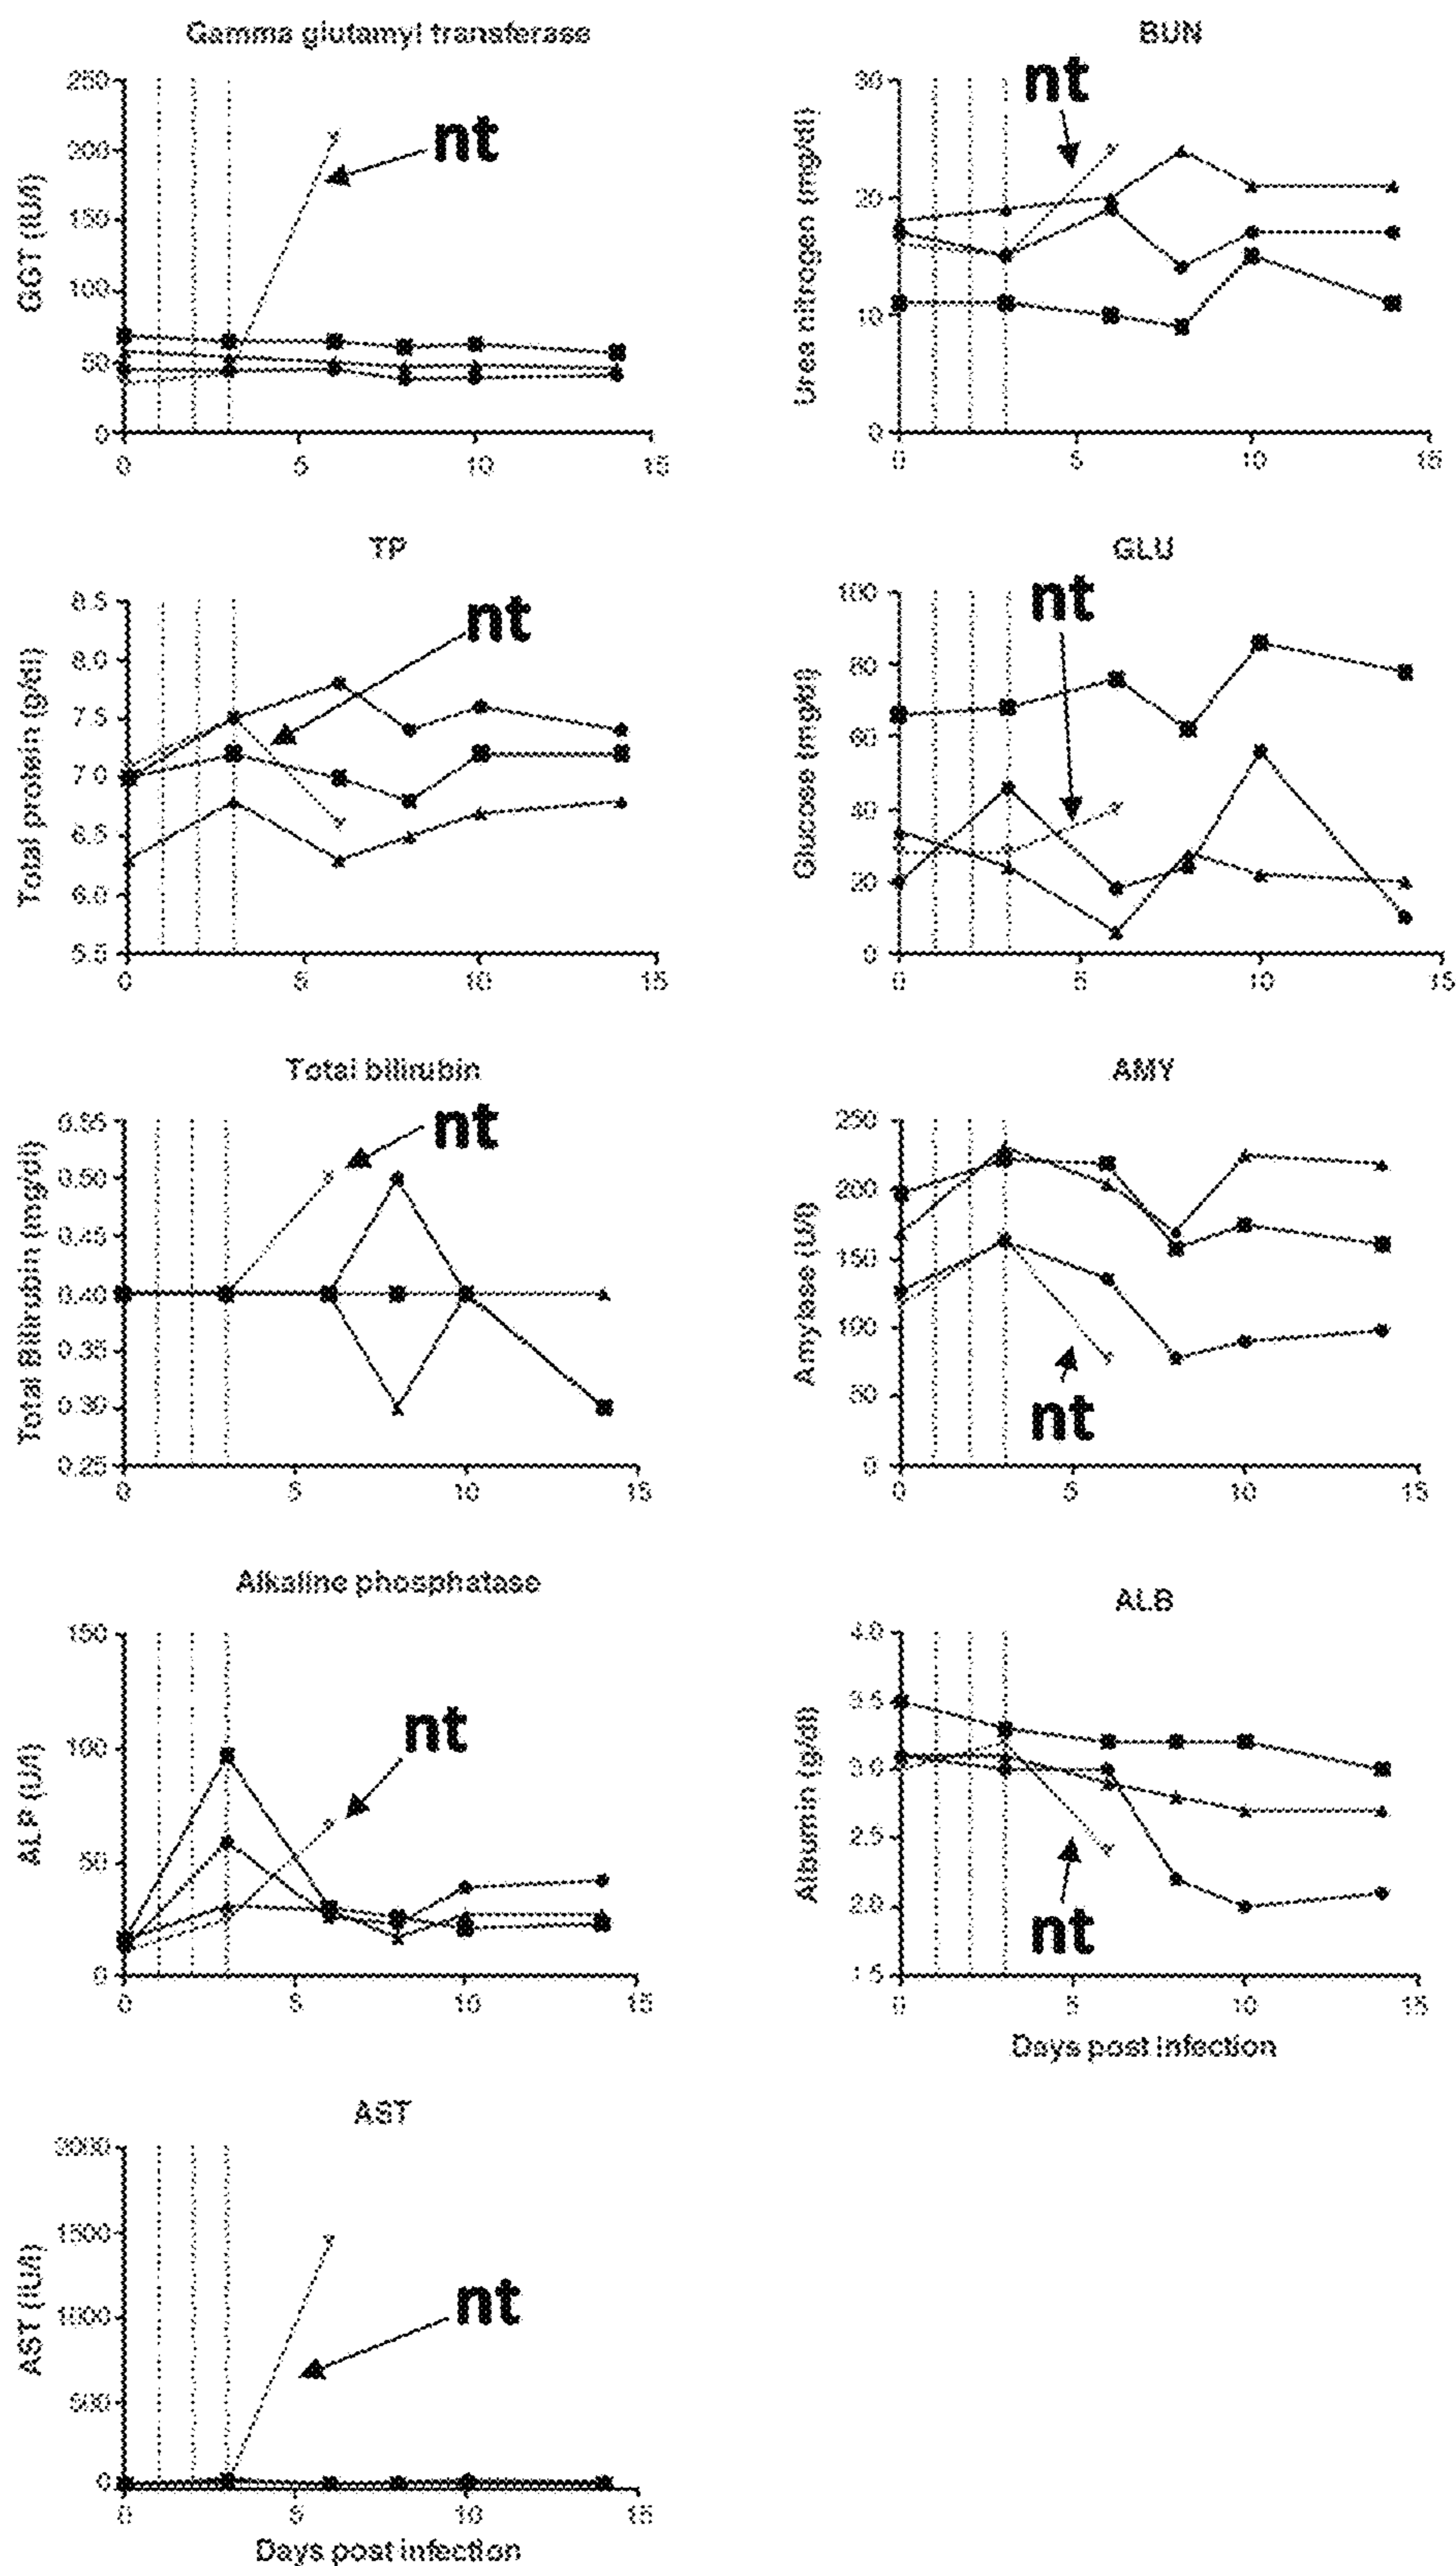 Gamma glutamyl transferase
GGT (IU/l)
250
200
150
100
50
0
0 5 10 15
nt
BUN
Urea nitrogen (mg/dl)
30
20
10
0
0 5 10 15
nt
TP
Total protein (g/dl)
8.5
8.0
7.5
7.0
6.5
6.0
5.5
0 5 10 15
nt
GLU
Glucose (mg/dl)
100
80
60
40
20
0
0 5 10 15
nt
Total bilirubin
Total Bilirubin (mg/dl)
0.55
0.50
0.45
0.40
0.35
0.30
0.25
0 5 10 15
nt
AMY
Amylase (U/l)
250
200
150
100
50
0
0 5 10 15
nt
Alkaline phosphatase
ALP (U/l)
150
100
50
0
0 5 10 15
nt
ALB
Albumin (g/dl)
4.0
3.5
3.0
2.5
2.0
1.5
0 5 10 15
nt
Days post infection
AST
AST (IU/l)
2000
1500
1000
500
0
0 5 10 15
nt
Days post infection